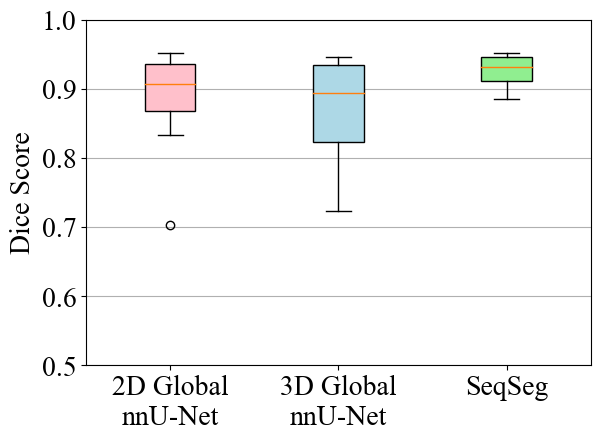 1.0
0.9
0.8
0.7
0.6
0.5
Dice Score
2D Global
nnU-Net
3D Global
nnU-Net
SeqSeg